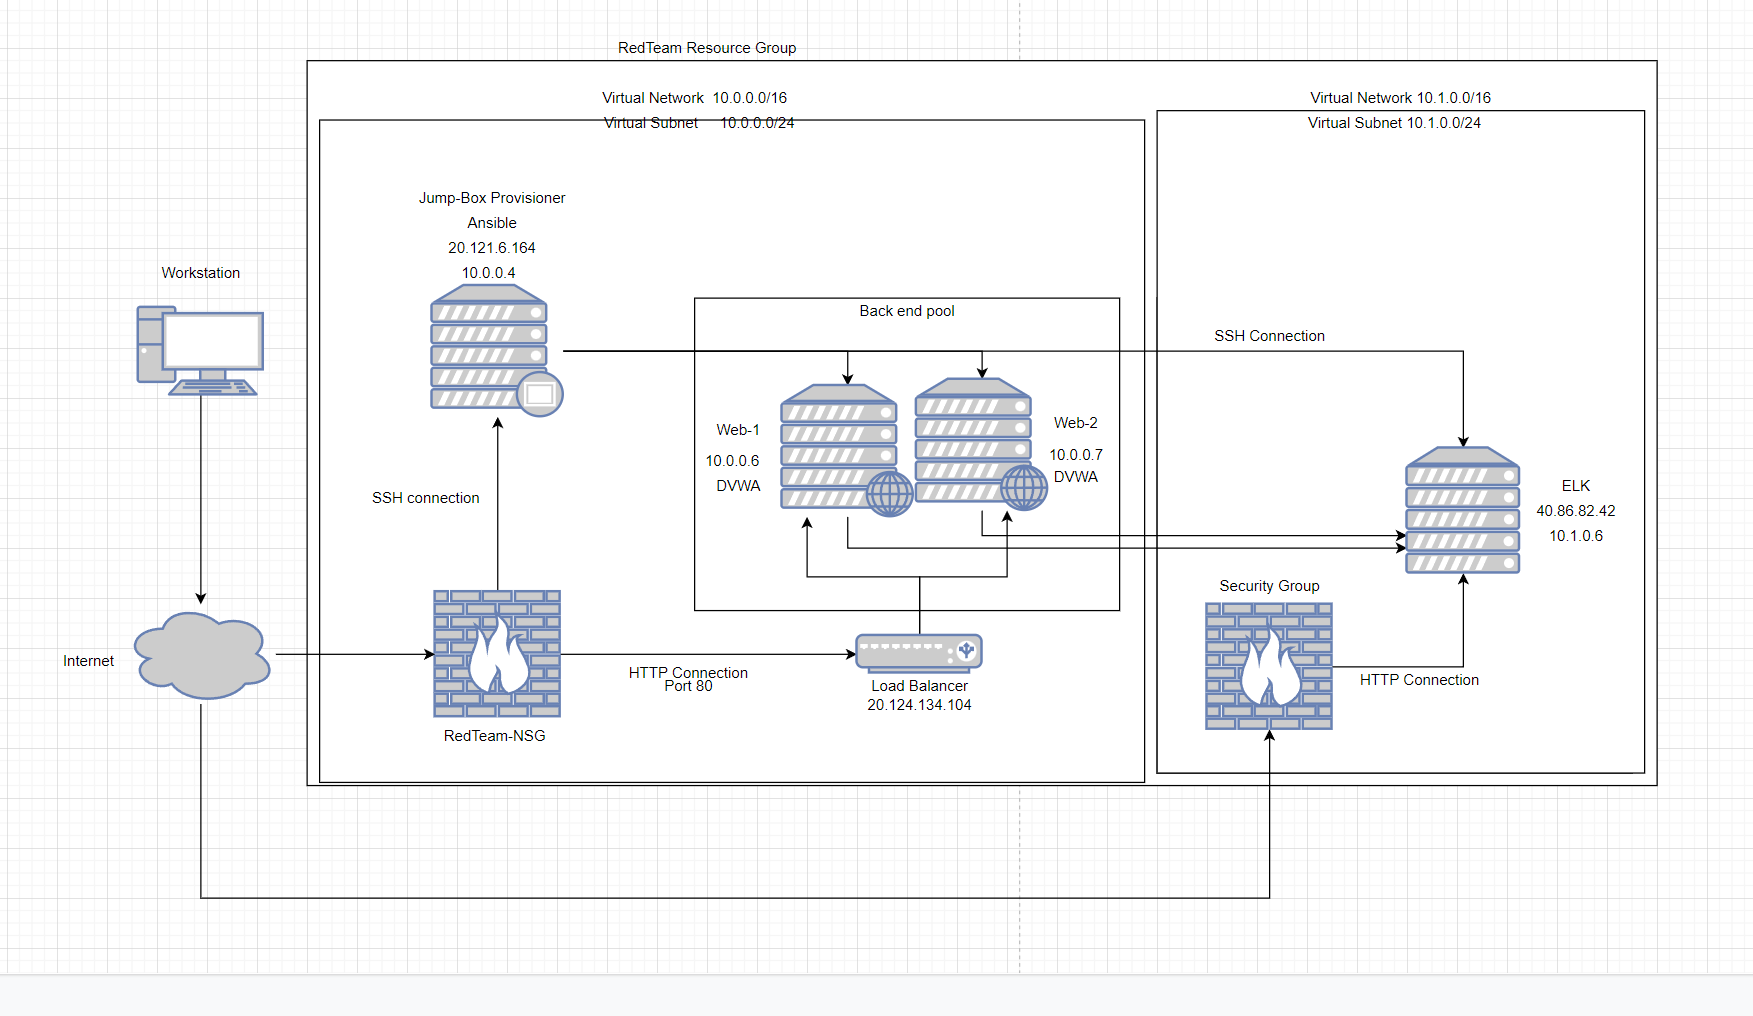 RedTeam Resource Group
Virtual Network 10.0.0.0/16
Virtual Subnet 10.0.0.0/24
Virtual Network 10.1.0.0/16
Virtual Subnet 10.1.0.0/24
Jump-Box Provisioner
Ansible
20.121.6.164
10.0.0.4
Workstation
Back end pool
SSH Connection
Web-1
10.0.0.6
DVWA
Web-2
10.0.0.7
DVWA
SSH connection
ELK
40.86.82.42
10.1.0.6
Security Group
Internet
HTTP Connection
Port 80
Load Balancer
20.124.134.104
HTTP Connection
RedTeam-NSG